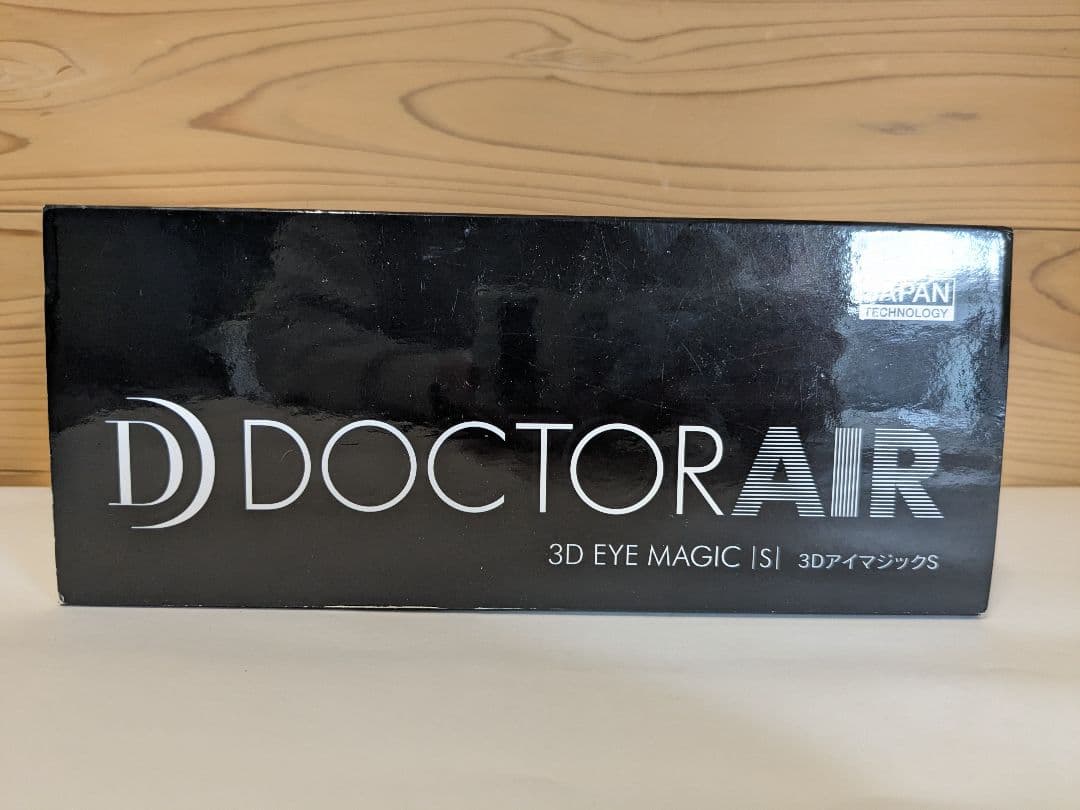 JAPAN
TECHNOLOGY
D DOCTORAIR
3D EYE MAGIC |S| 3DアイマジックS